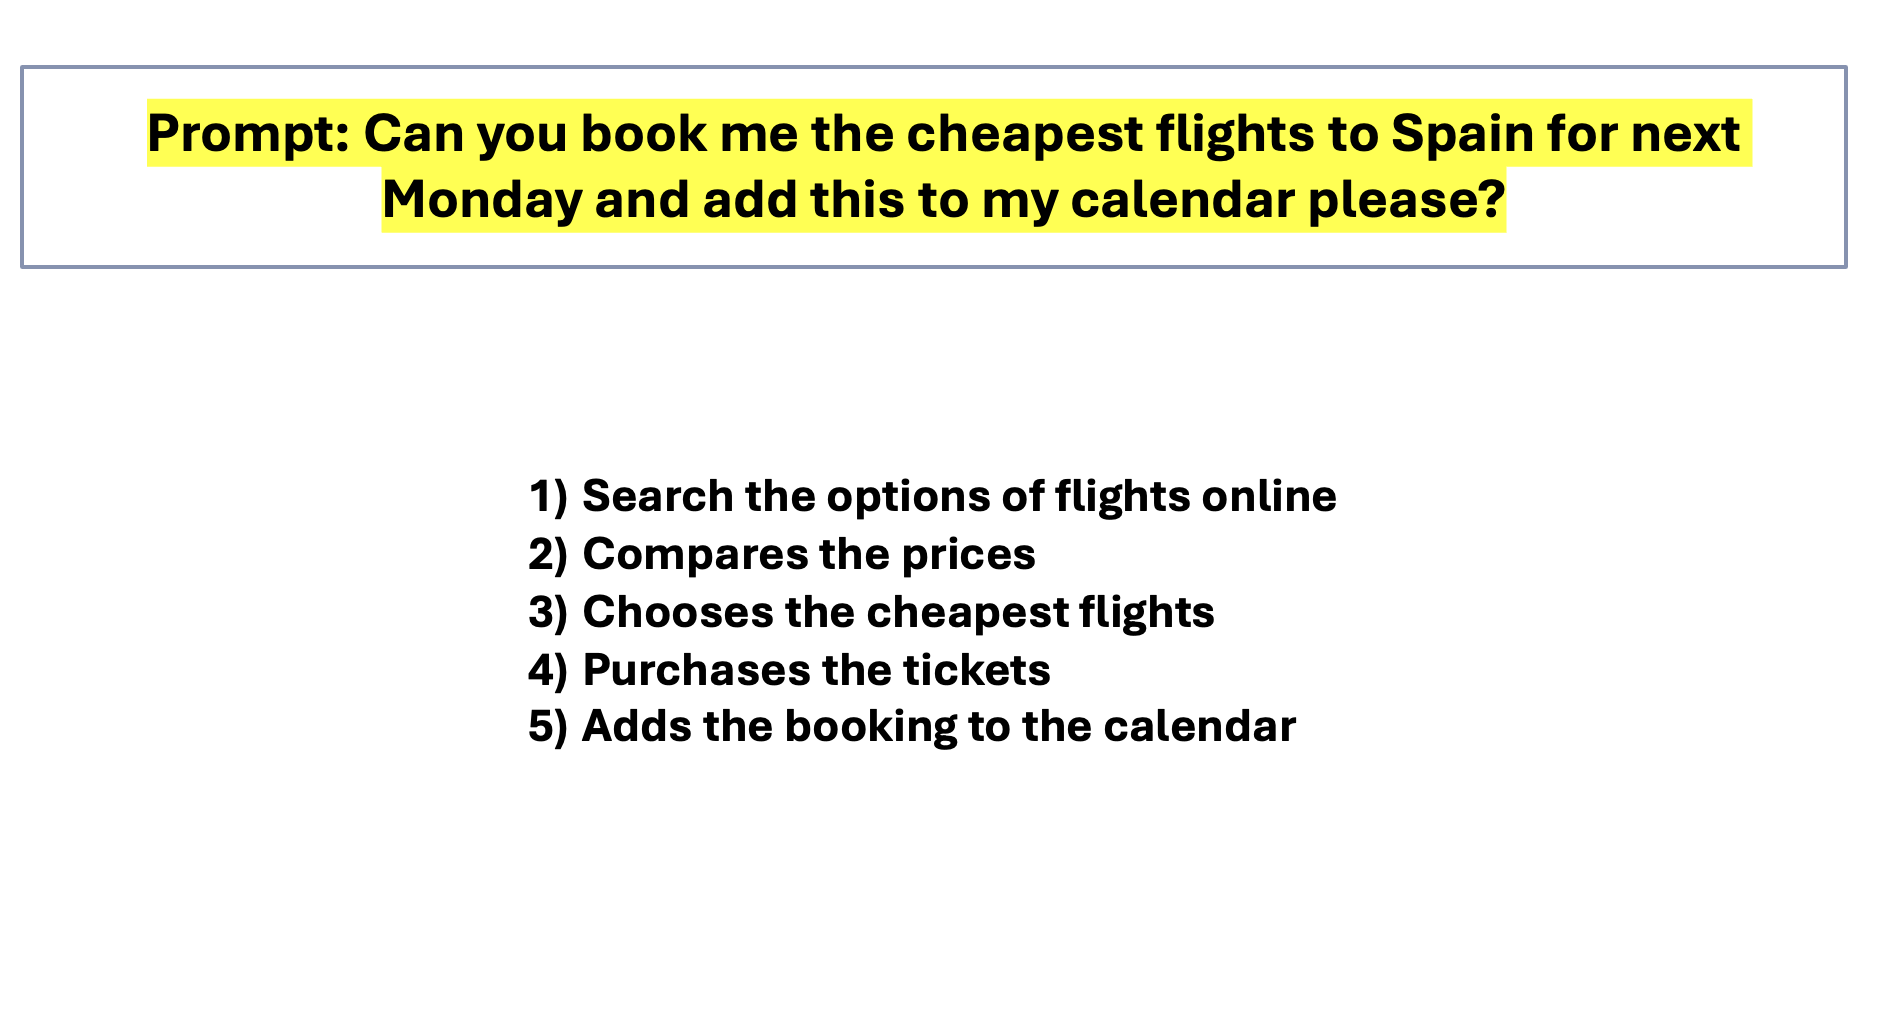 Prompt: Can you book me the cheapest flights to Spain for next
Monday and add this to my calendar please?
1) Search the options of flights online
2) Compares the prices
3) Chooses the cheapest flights
4) Purchases the tickets
5) Adds the booking to the calendar